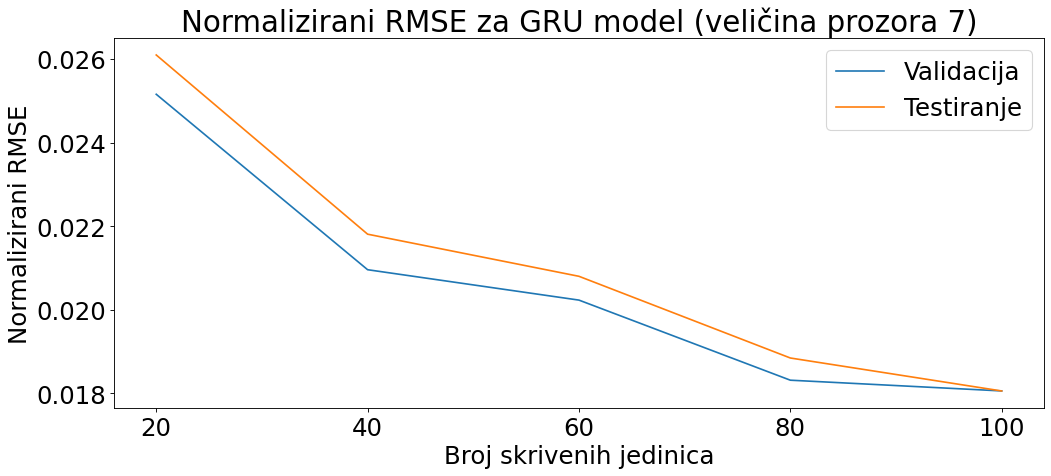 Normalizirani RMSE za GRU model (veličina prozora 7)
Normalizirani RMSE
0.026
0.024
0.022
0.020
0.018
Validacija
Testiranje
20 40 60 80 100
Broj skrivenih jedinica